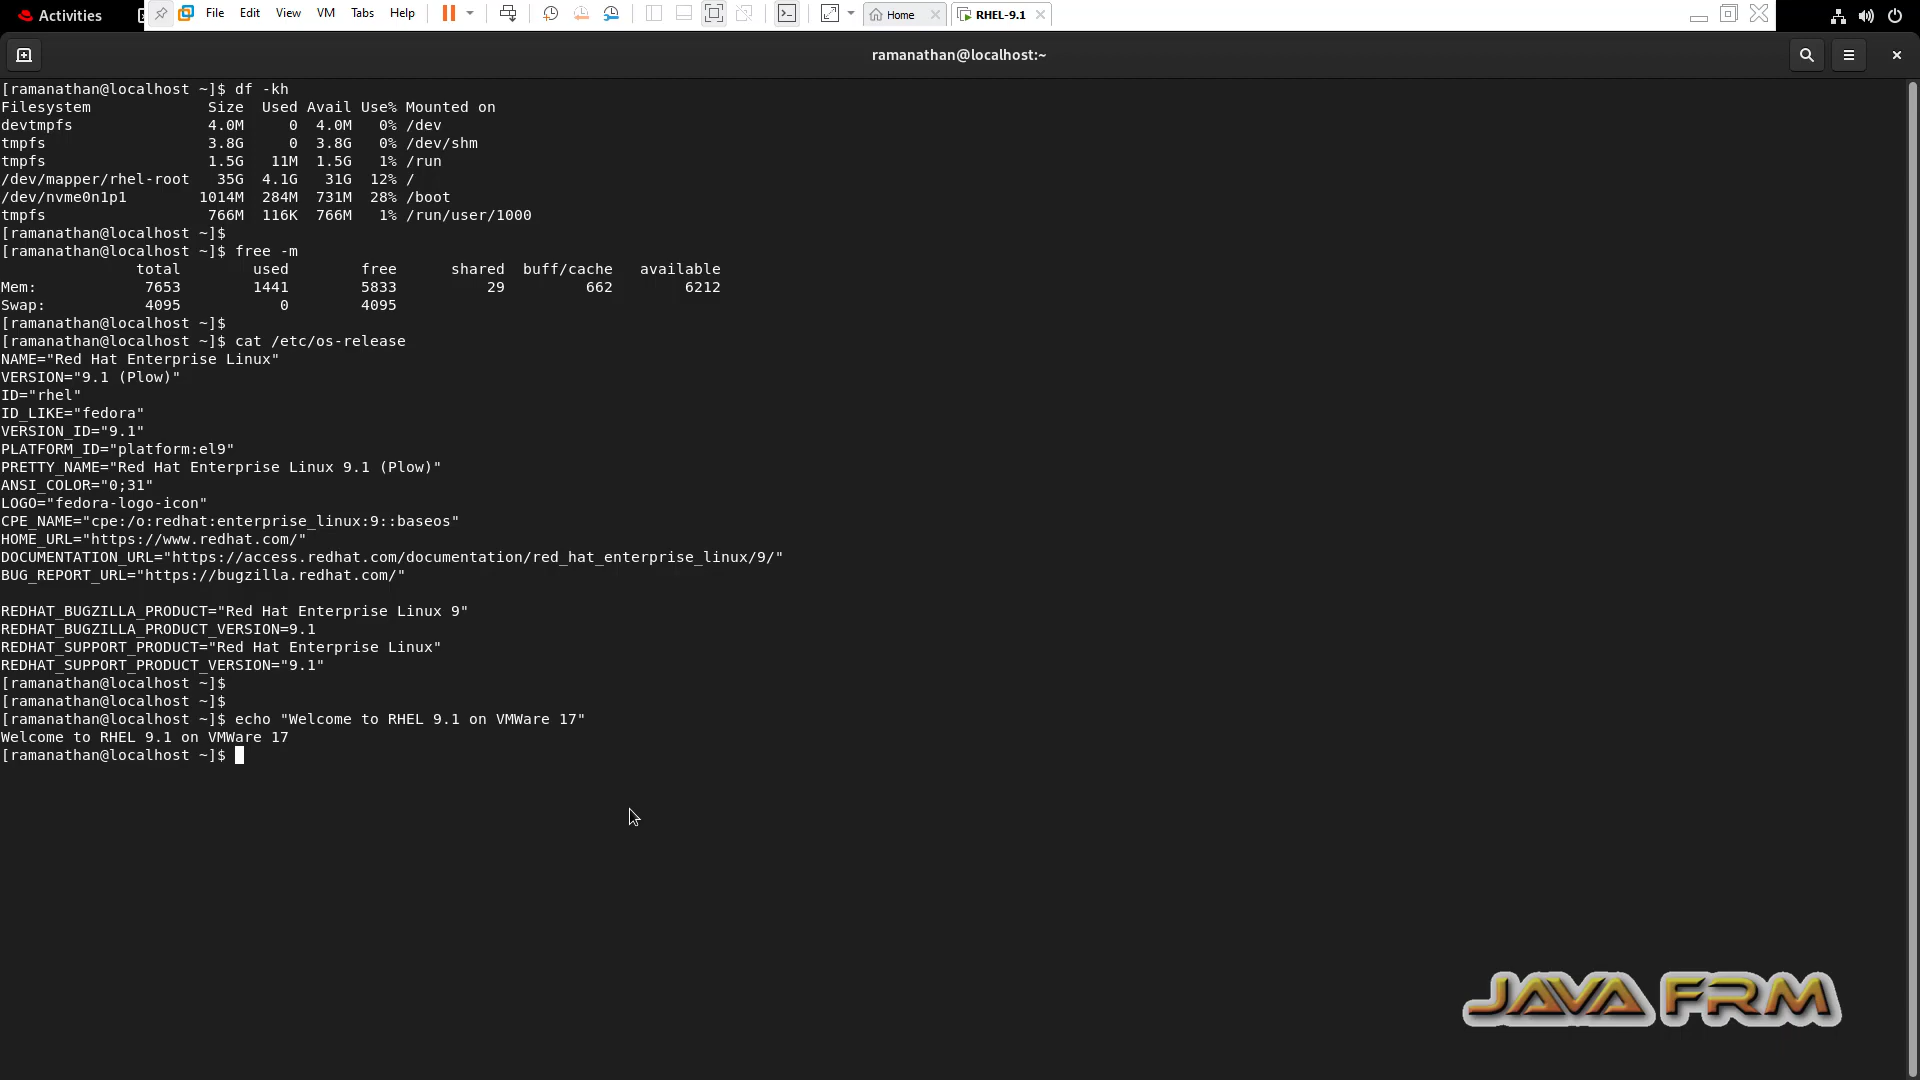 Activities File Edit View VM Tabs Help Home RHEL-9.1
ramanathan@localhost:~
[ramanathan@localhost ~]$ df -kh
Filesystem             Size  Used Avail Use% Mounted on
devtmpfs               4.0M     0  4.0M   0% /dev
tmpfs                  3.8G     0  3.8G   0% /dev/shm
tmpfs                  1.5G   11M  1.5G   1% /run
/dev/mapper/rhel-root   35G  4.1G   31G  12% /
/dev/nvme0n1p1        1014M  284M  731M  28% /boot
tmpfs                  766M  116K  766M   1% /run/user/1000
[ramanathan@localhost ~]$
[ramanathan@localhost ~]$ free -m
               total        used        free      shared  buff/cache   available
Mem:            7653        1441        5833          29         662        6212
Swap:           4095           0        4095
[ramanathan@localhost ~]$
[ramanathan@localhost ~]$ cat /etc/os-release
NAME="Red Hat Enterprise Linux"
VERSION="9.1 (Plow)"
ID="rhel"
ID_LIKE="fedora"
VERSION_ID="9.1"
PLATFORM_ID="platform:el9"
PRETTY_NAME="Red Hat Enterprise Linux 9.1 (Plow)"
ANSI_COLOR="0;31"
LOGO="fedora-logo-icon"
CPE_NAME="cpe:/o:redhat:enterprise_linux:9::baseos"
HOME_URL="https://www.redhat.com/"
DOCUMENTATION_URL="https://access.redhat.com/documentation/red_hat_enterprise_linux/9/"
BUG_REPORT_URL="https://bugzilla.redhat.com/"

REDHAT_BUGZILLA_PRODUCT="Red Hat Enterprise Linux 9"
REDHAT_BUGZILLA_PRODUCT_VERSION=9.1
REDHAT_SUPPORT_PRODUCT="Red Hat Enterprise Linux"
REDHAT_SUPPORT_PRODUCT_VERSION="9.1"
[ramanathan@localhost ~]$
[ramanathan@localhost ~]$
[ramanathan@localhost ~]$ echo "Welcome to RHEL 9.1 on VMWare 17"
Welcome to RHEL 9.1 on VMWare 17
[ramanathan@localhost ~]$
JAVA FRM